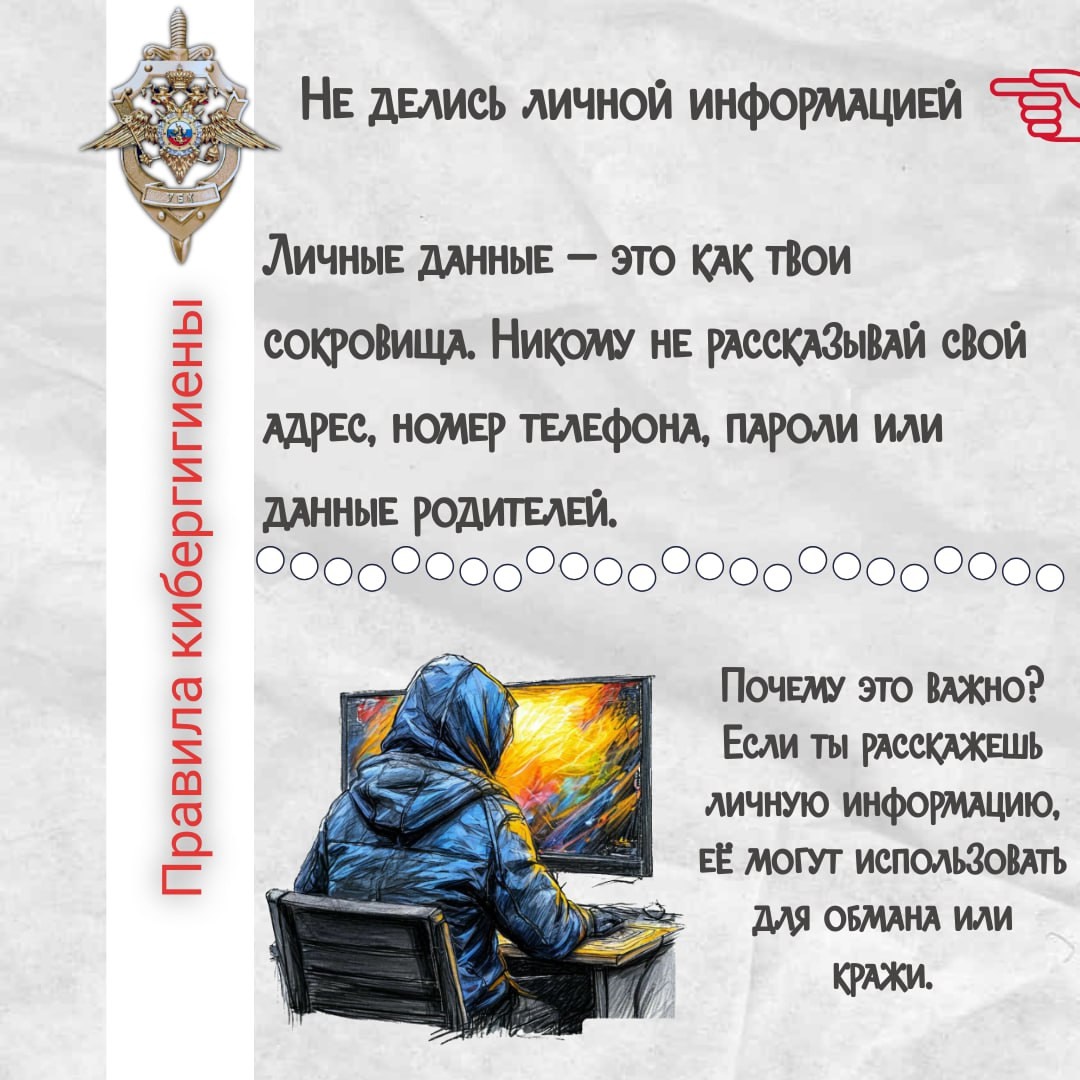 Не делись личной информацией
УБК
Правила кибергигиены
Личные данные — это как твои
сокровища. Никому не рассказывай свой
адрес, номер телефона, пароли или
данные родителей.
Почему это важно?
Если ты расскажешь
личную информацию,
её могут использовать
для обмана или
кражи.